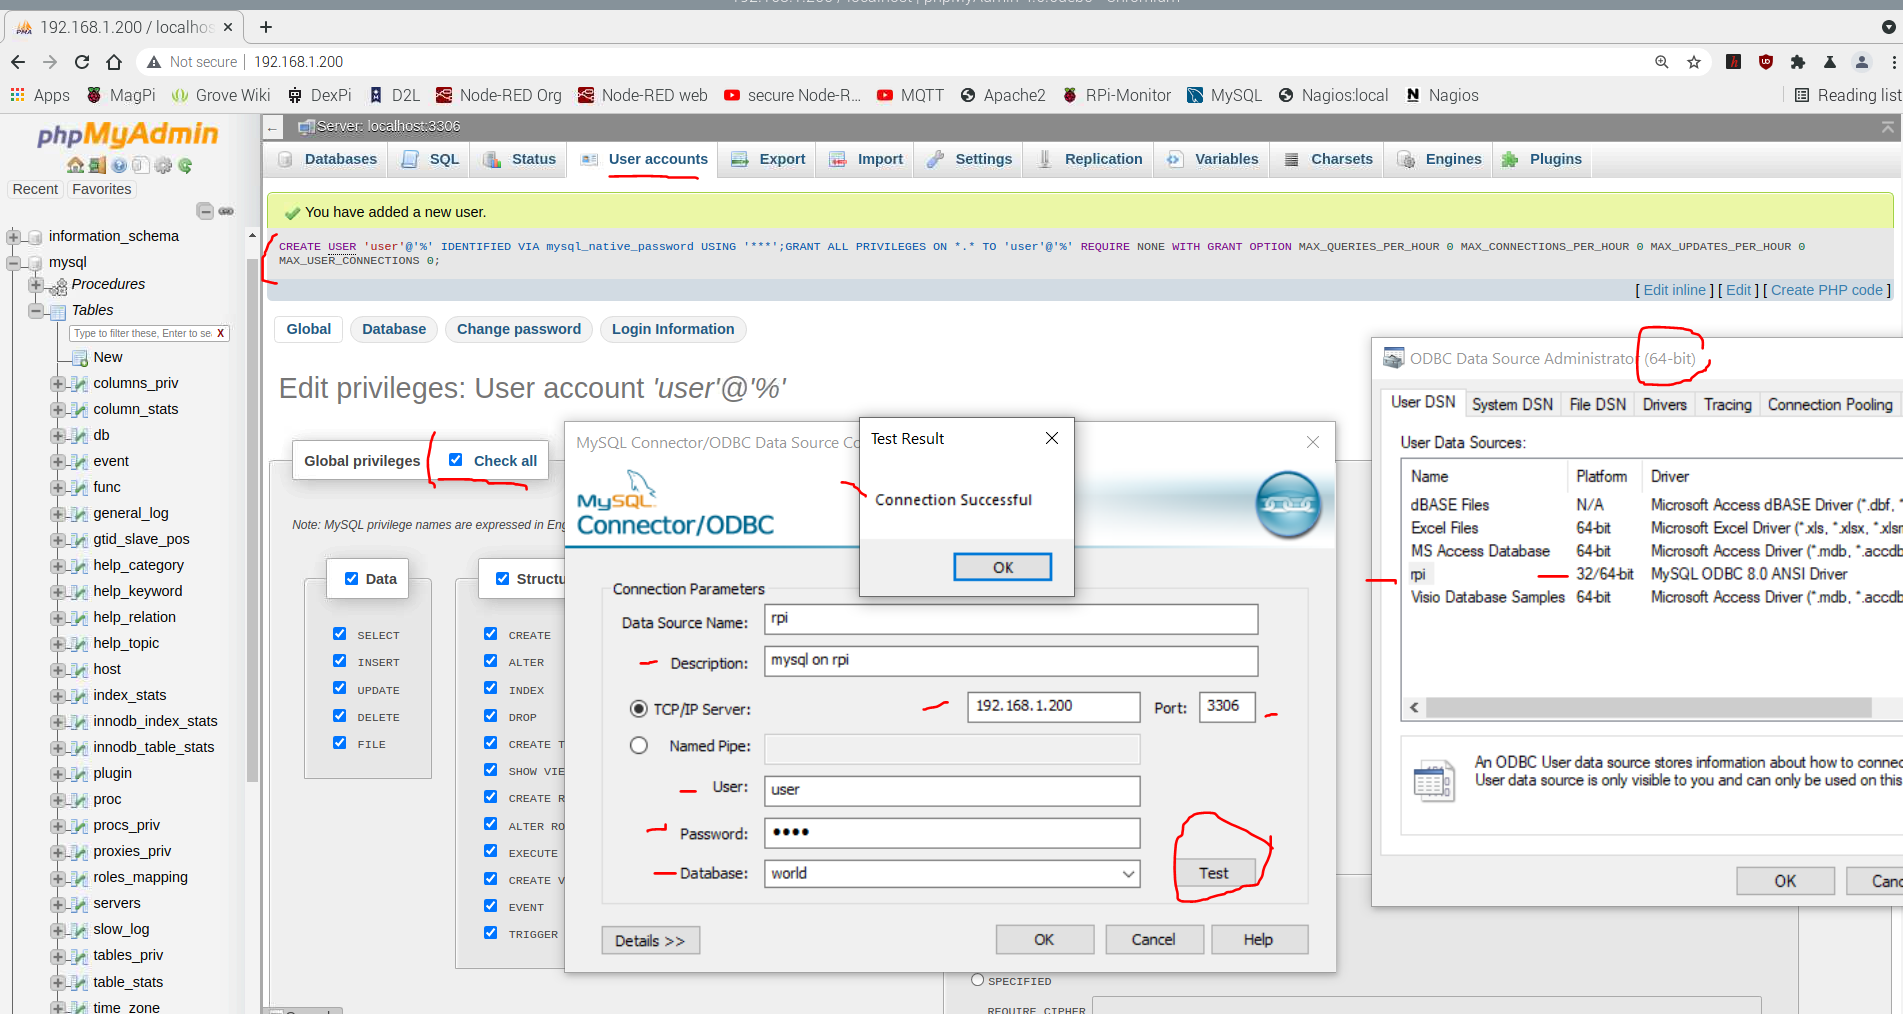 192.168.1.200 / localhos
Not secure | 192.168.1.200
Apps MagPi Grove Wiki DexPi D2L Node-RED Org Node-RED web secure Node-R... MQTT Apache2 RPi-Monitor MySQL Nagios:local Nagios Reading list
phpMyAdmin
Recent Favorites
information_schema
mysql
Procedures
Tables
Type to filter these, Enter to se X
New
columns_priv
column_stats
db
event
func
general_log
gtid_slave_pos
help_category
help_keyword
help_relation
help_topic
host
index_stats
innodb_index_stats
innodb_table_stats
plugin
proc
procs_priv
proxies_priv
roles_mapping
servers
slow_log
tables_priv
table_stats
time_zone
Server: localhost:3306
Databases SQL Status User accounts Export Import Settings Replication Variables Charsets Engines Plugins
You have added a new user.
CREATE USER 'user'@'%' IDENTIFIED VIA mysql_native_password USING '***';GRANT ALL PRIVILEGES ON *.* TO 'user'@'%' REQUIRE NONE WITH GRANT OPTION MAX_QUERIES_PER_HOUR 0 MAX_CONNECTIONS_PER_HOUR 0 MAX_UPDATES_PER_HOUR 0
MAX_USER_CONNECTIONS 0;
[ Edit inline ] [ Edit ] [ Create PHP code ]
Global Database Change password Login Information
Edit privileges: User account 'user'@'%'
Global privileges Check all
Note: MySQL privilege names are expressed in Eng
Data
SELECT
INSERT
UPDATE
DELETE
FILE
Structu
CREATE
ALTER
INDEX
DROP
CREATE T
SHOW VIE
CREATE R
ALTER RO
EXECUTE
CREATE V
EVENT
TRIGGER
SPECIFIED
REQUIRE CIPHER
MySQL Connector/ODBC Data Source Co
MySQL
Connector/ODBC
Test Result
Connection Successful
OK
Connection Parameters
Data Source Name: rpi
Description: mysql on rpi
TCP/IP Server: 192.168.1.200 Port: 3306
Named Pipe:
User: user
Password: ••••
Database: world
Test
Details >> OK Cancel Help
ODBC Data Source Administrator (64-bit)
User DSN System DSN File DSN Drivers Tracing Connection Pooling
User Data Sources:
Name Platform Driver
dBASE Files N/A Microsoft Access dBASE Driver (*.dbf, *
Excel Files 64-bit Microsoft Excel Driver (*.xls, *.xlsx, *.xlsr
MS Access Database 64-bit Microsoft Access Driver (*.mdb, *.accdb
rpi 32/64-bit MySQL ODBC 8.0 ANSI Driver
Visio Database Samples 64-bit Microsoft Access Driver (*.mdb, *.accdb
An ODBC User data source stores information about how to connec
User data source is only visible to you and can only be used on this
OK Canc